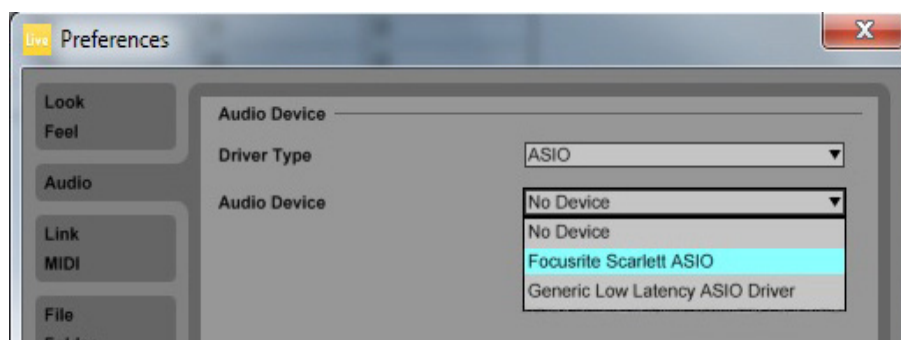 Live Preferences
X
Look
Feel
Audio
Link
MIDI
File
Audio Device
Driver Type
ASIO
Audio Device
No Device
No Device
Focusrite Scarlett ASIO
Generic Low Latency ASIO Driver